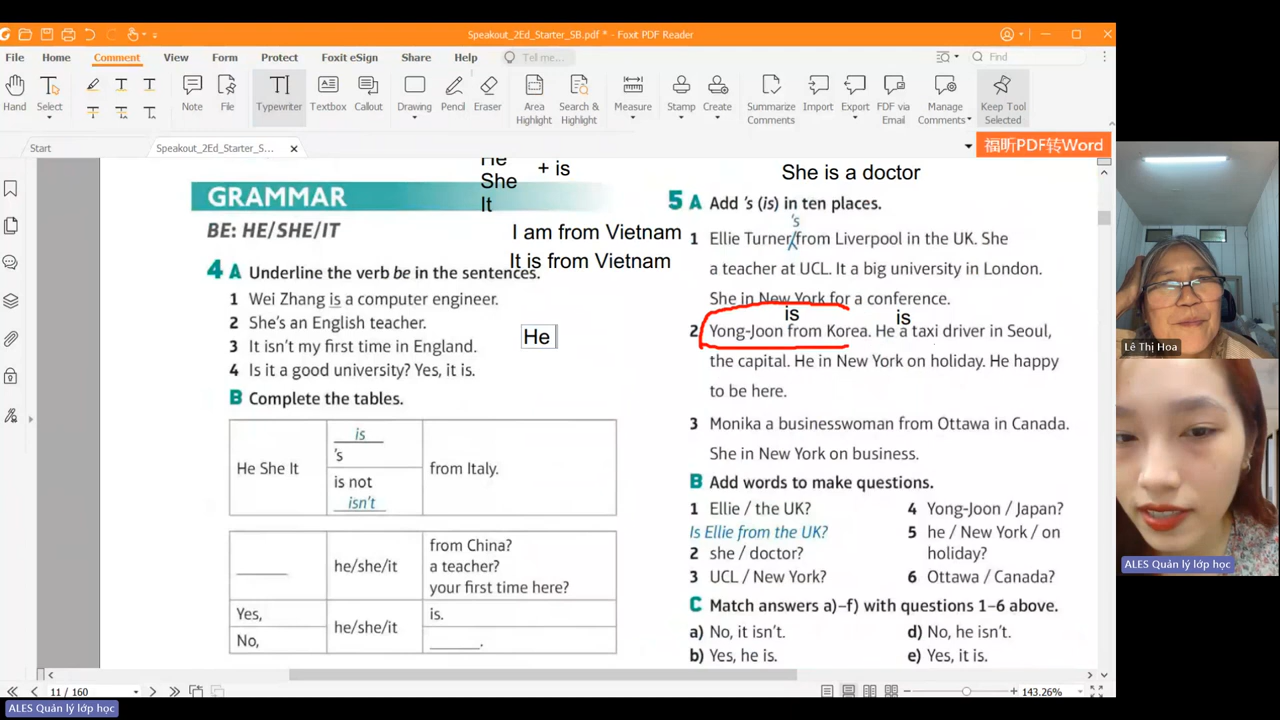 Speakout_2Ed_Starter_SB.pdf * - Foxit PDF Reader
File Home Comment View Form Protect Foxit eSign Share Help Tell me... Find
Hand Select Note File Typewriter Textbox Callout Drawing Pencil Eraser Area Highlight Search & Highlight Measure Stamp Create Summarize Comments Import Export PDF via Email Manage Comments Keep Tool Selected
Start Speakout_2Ed_Starter_S... 福昕PDF转Word
He
She + is
It
GRAMMAR
BE: HE/SHE/IT
I am from Vietnam
It is from Vietnam
4 A Underline the verb be in the sentences.
1 Wei Zhang is a computer engineer.
2 She's an English teacher.
He
3 It isn't my first time in England.
4 Is it a good university? Yes, it is.
B Complete the tables.
He She It
is
's
is not
isn't
from Italy.
______ he/she/it
from China?
a teacher?
your first time here?
Yes, he/she/it is.
No, ______.
She is a doctor
5 A Add 's (is) in ten places.
's
1 Ellie Turner/from Liverpool in the UK. She
a teacher at UCL. It a big university in London.
She in New York for a conference.
is is
2 Yong-Joon from Korea. He a taxi driver in Seoul,
the capital. He in New York on holiday. He happy
to be here.
3 Monika a businesswoman from Ottawa in Canada.
She in New York on business.
B Add words to make questions.
1 Ellie / the UK?
Is Ellie from the UK?
2 she / doctor?
3 UCL / New York?
4 Yong-Joon / Japan?
5 he / New York / on
holiday?
6 Ottawa / Canada?
C Match answers a)–f) with questions 1–6 above.
a) No, it isn't.
b) Yes, he is.
d) No, he isn't.
e) Yes, it is.
11 / 160
143.26%
Lê Thị Hoa
ALES Quản lý lớp học
ALES Quản lý lớp học